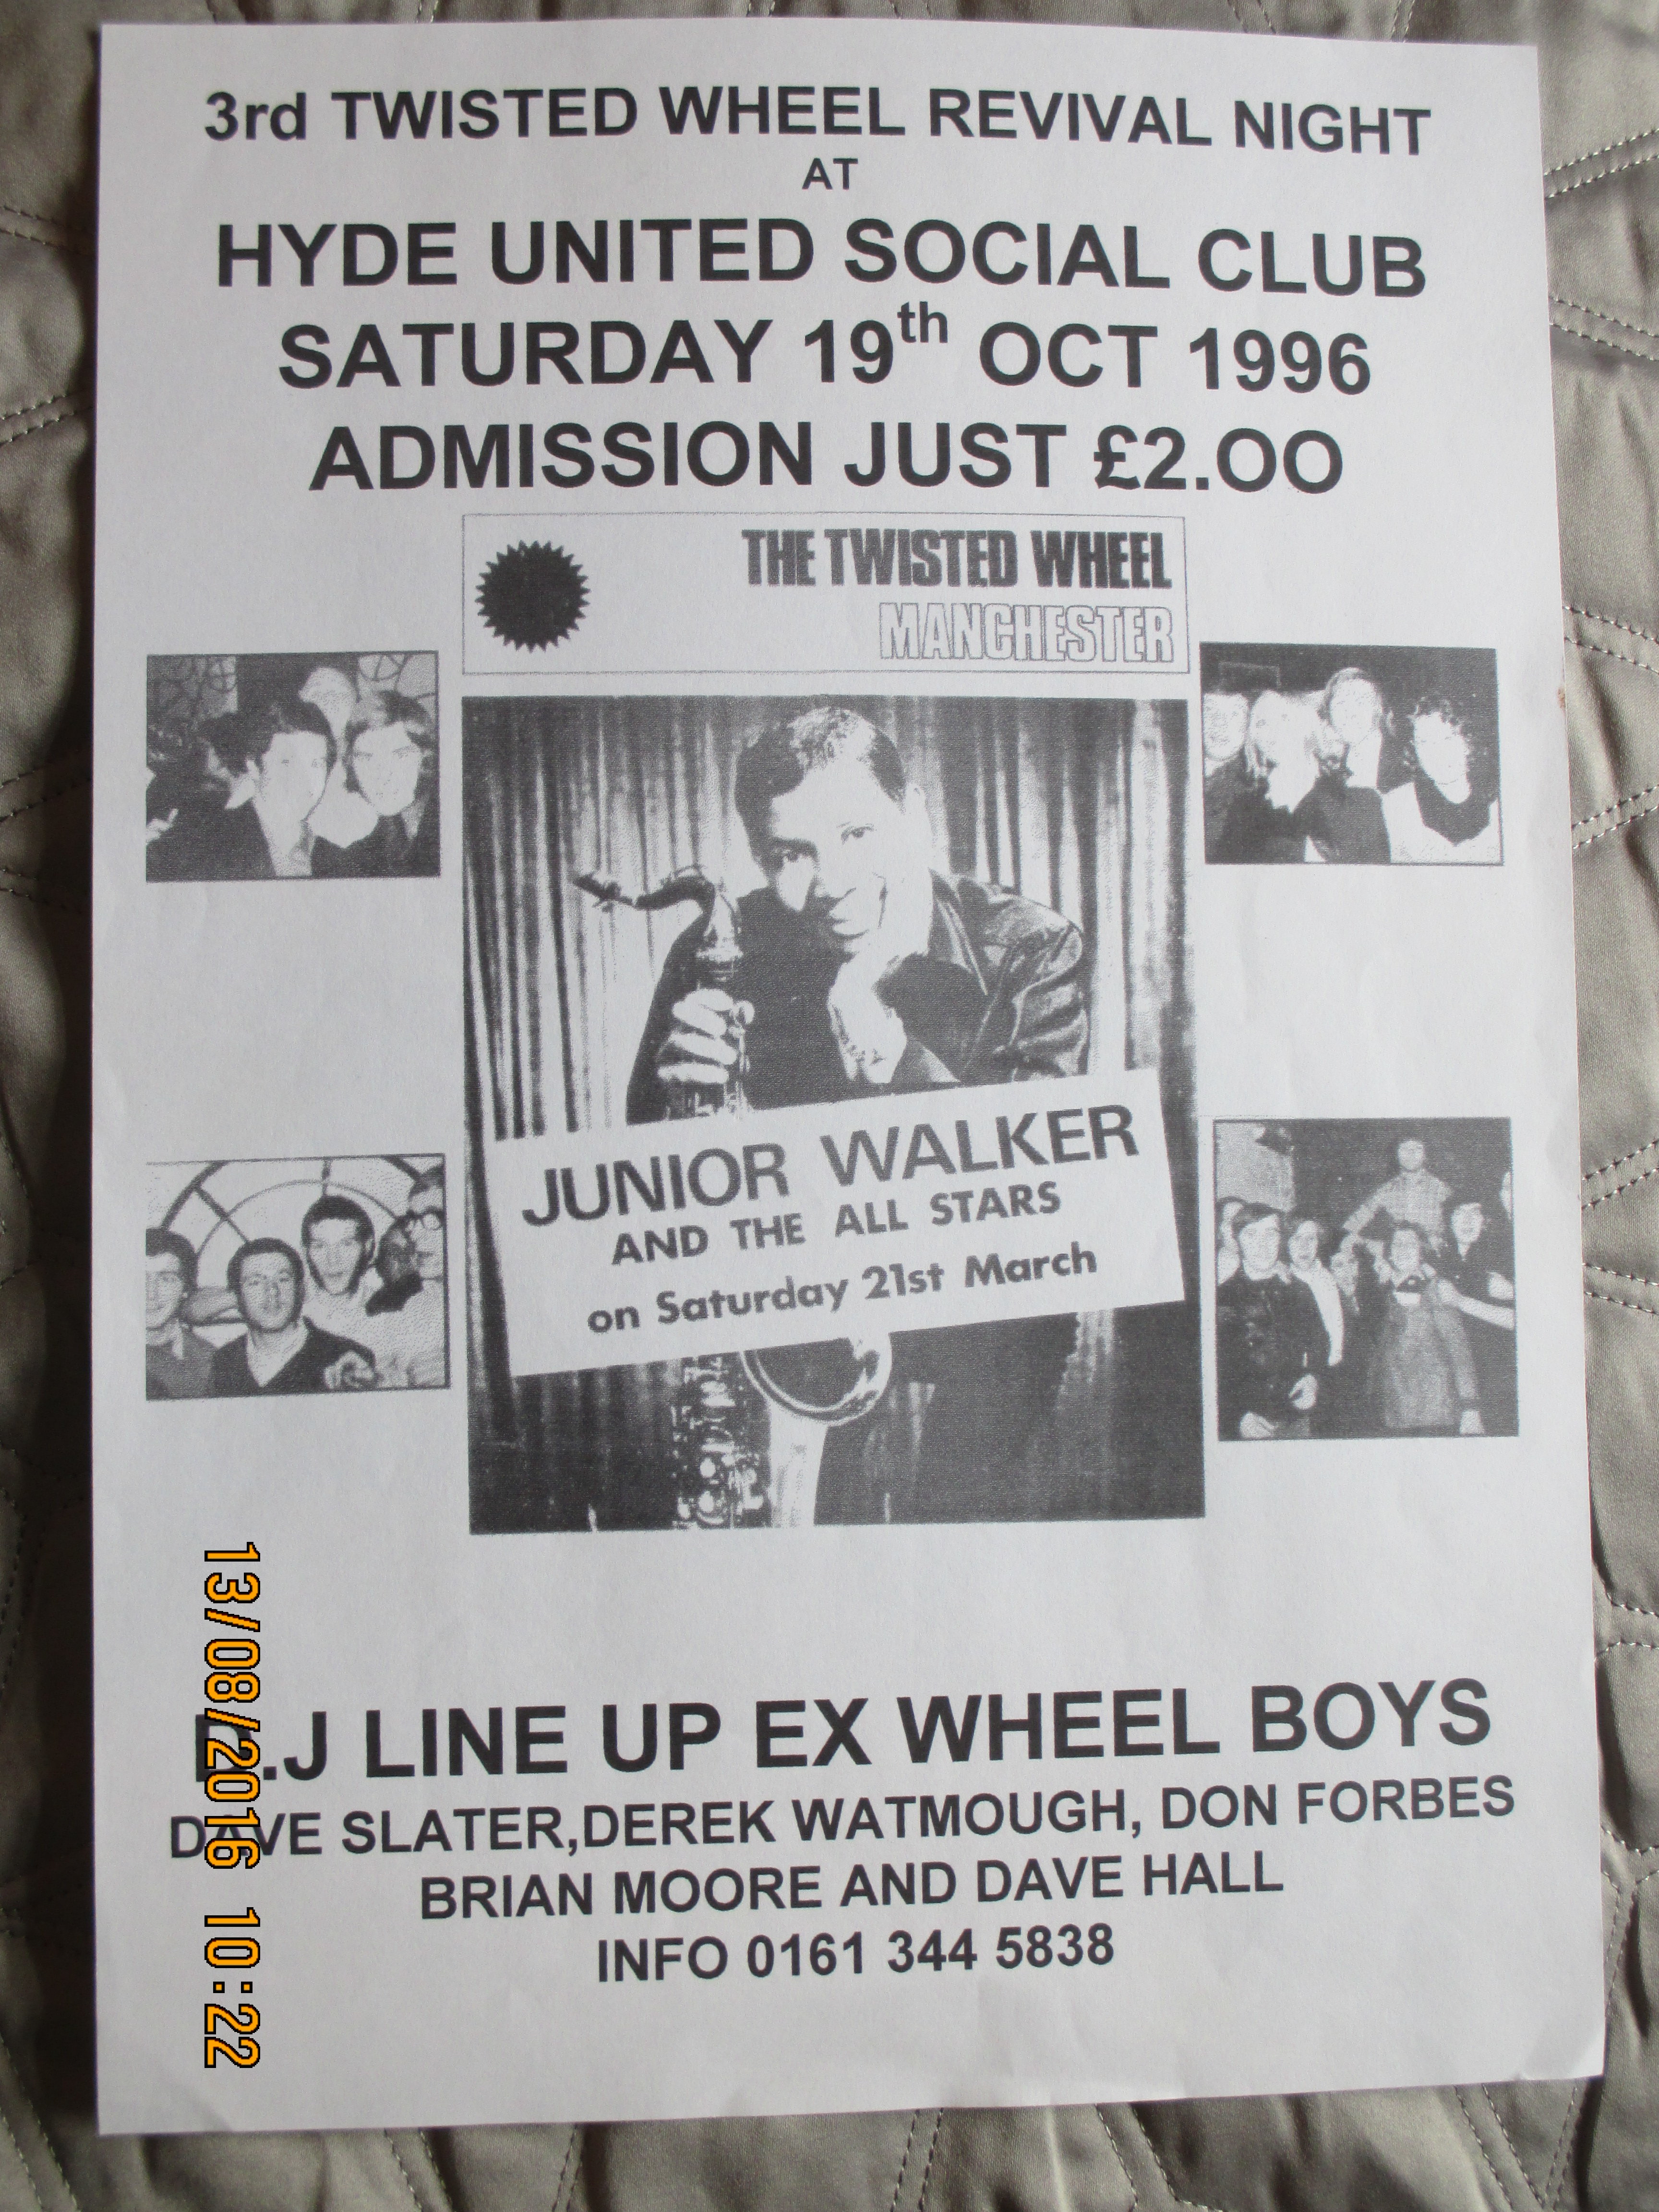 3rd TWISTED WHEEL REVIVAL NIGHT
AT
HYDE UNITED SOCIAL CLUB
SATURDAY 19th OCT 1996
ADMISSION JUST £2.OO
THE TWISTED WHEEL
MANCHESTER
JUNIOR WALKER
AND THE ALL STARS
on Saturday 21st March
D.J LINE UP EX WHEEL BOYS
DAVE SLATER,DEREK WATMOUGH, DON FORBES
BRIAN MOORE AND DAVE HALL
INFO 0161 344 5838
13/08/2016 10:22